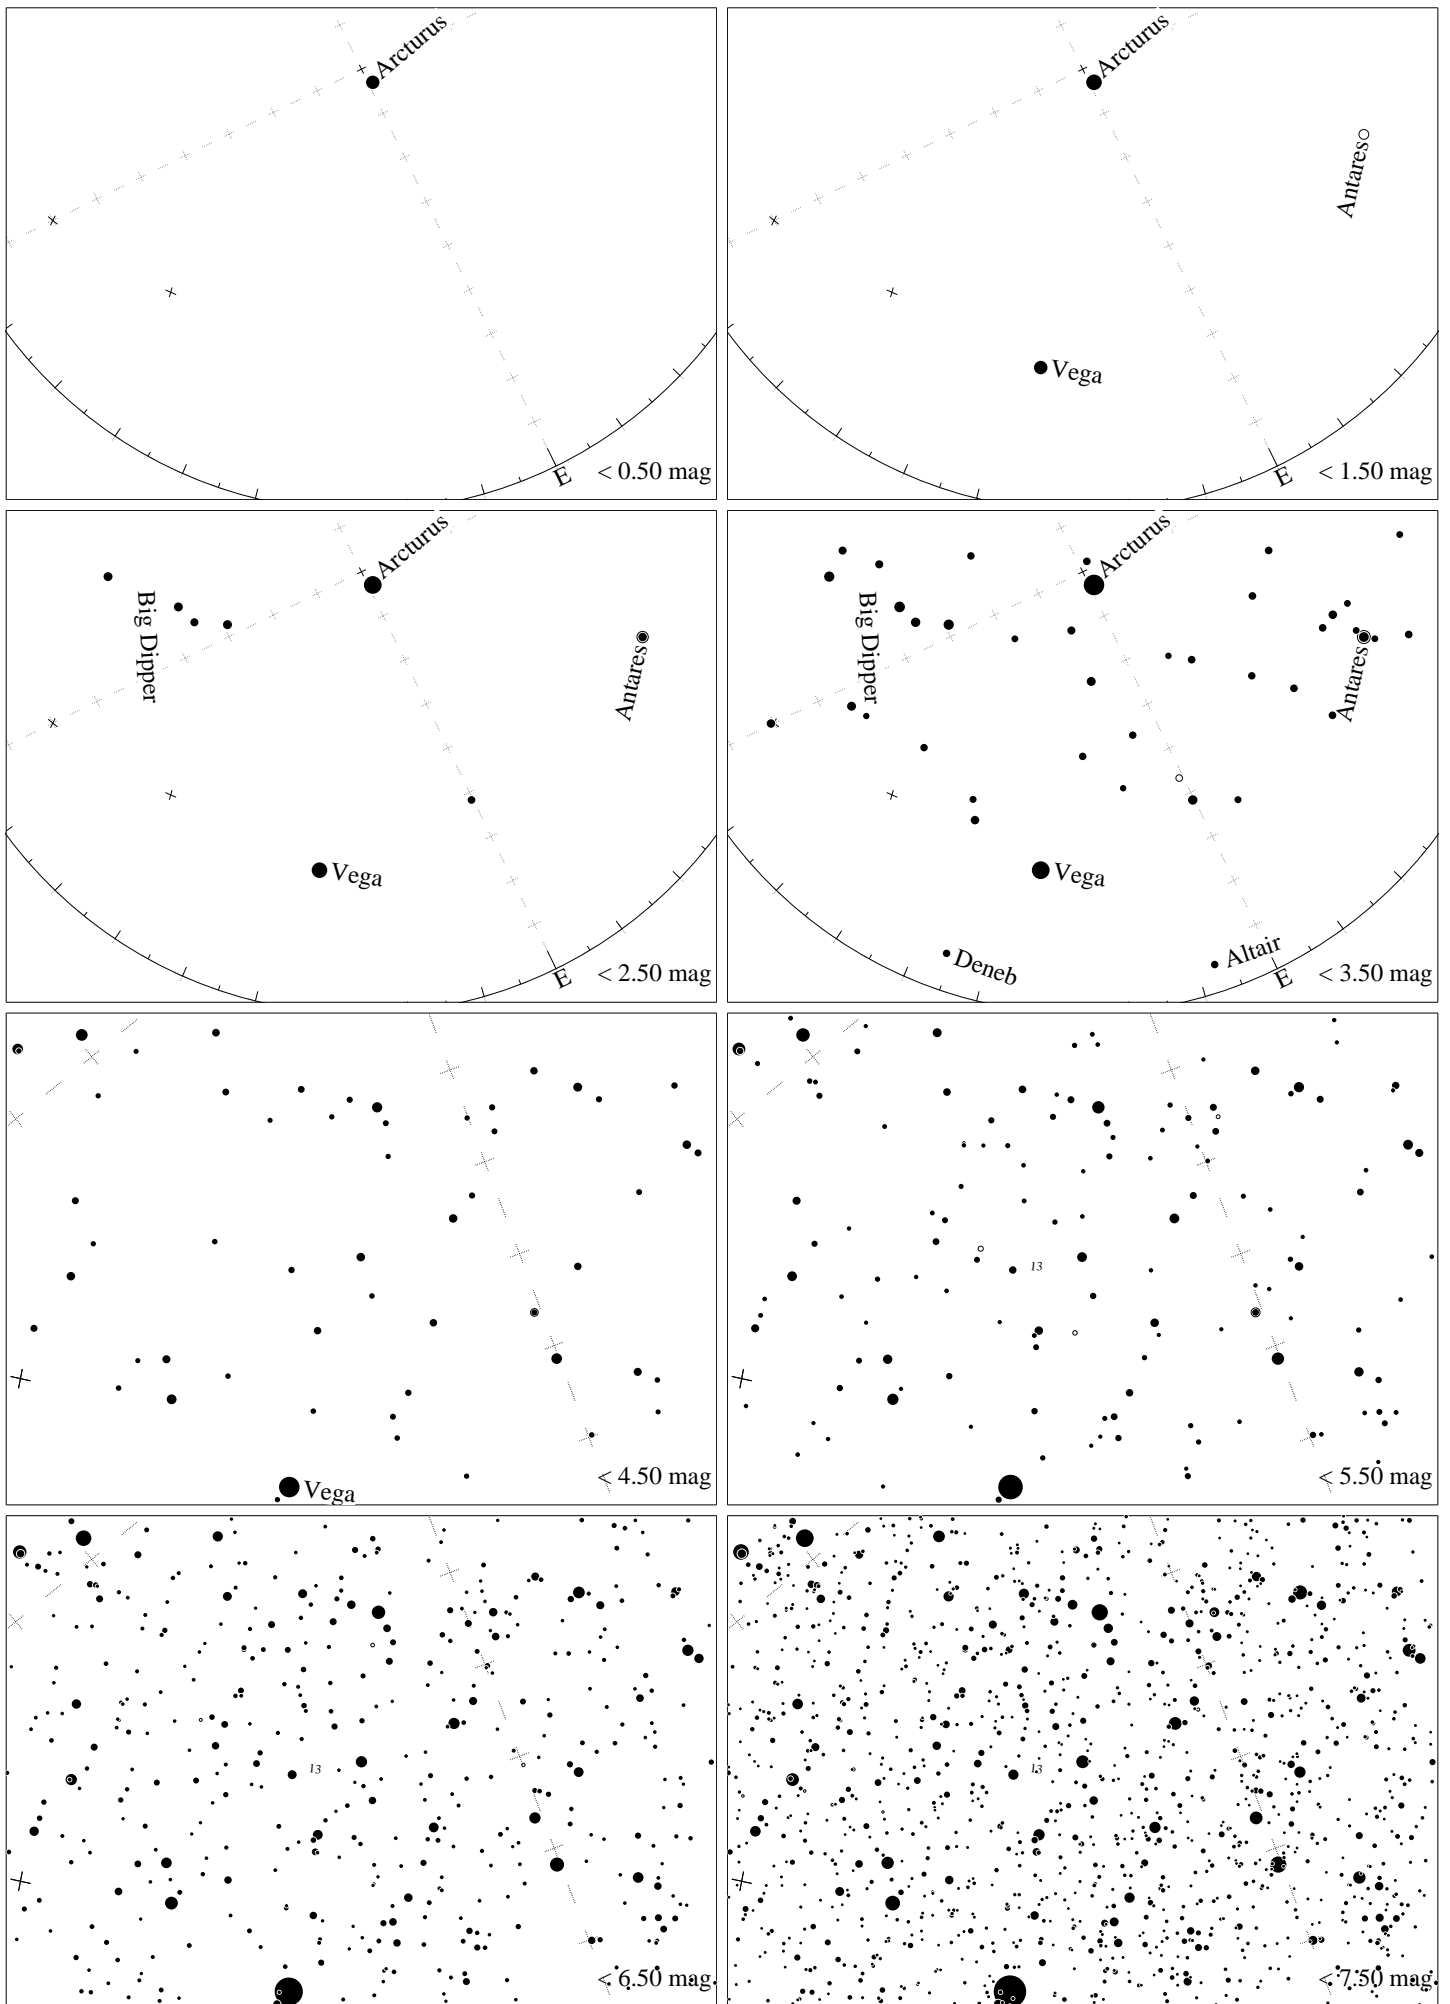 Arcturus
E
< 0.50 mag
Arcturus
Antares
Vega
E
< 1.50 mag
Arcturus
Big Dipper
Antares
Vega
E
< 2.50 mag
Arcturus
Big Dipper
Antares
Vega
Deneb
Altair
E
< 3.50 mag
Vega
< 4.50 mag
13
< 5.50 mag
13
< 6.50 mag
13
< 7.50 mag